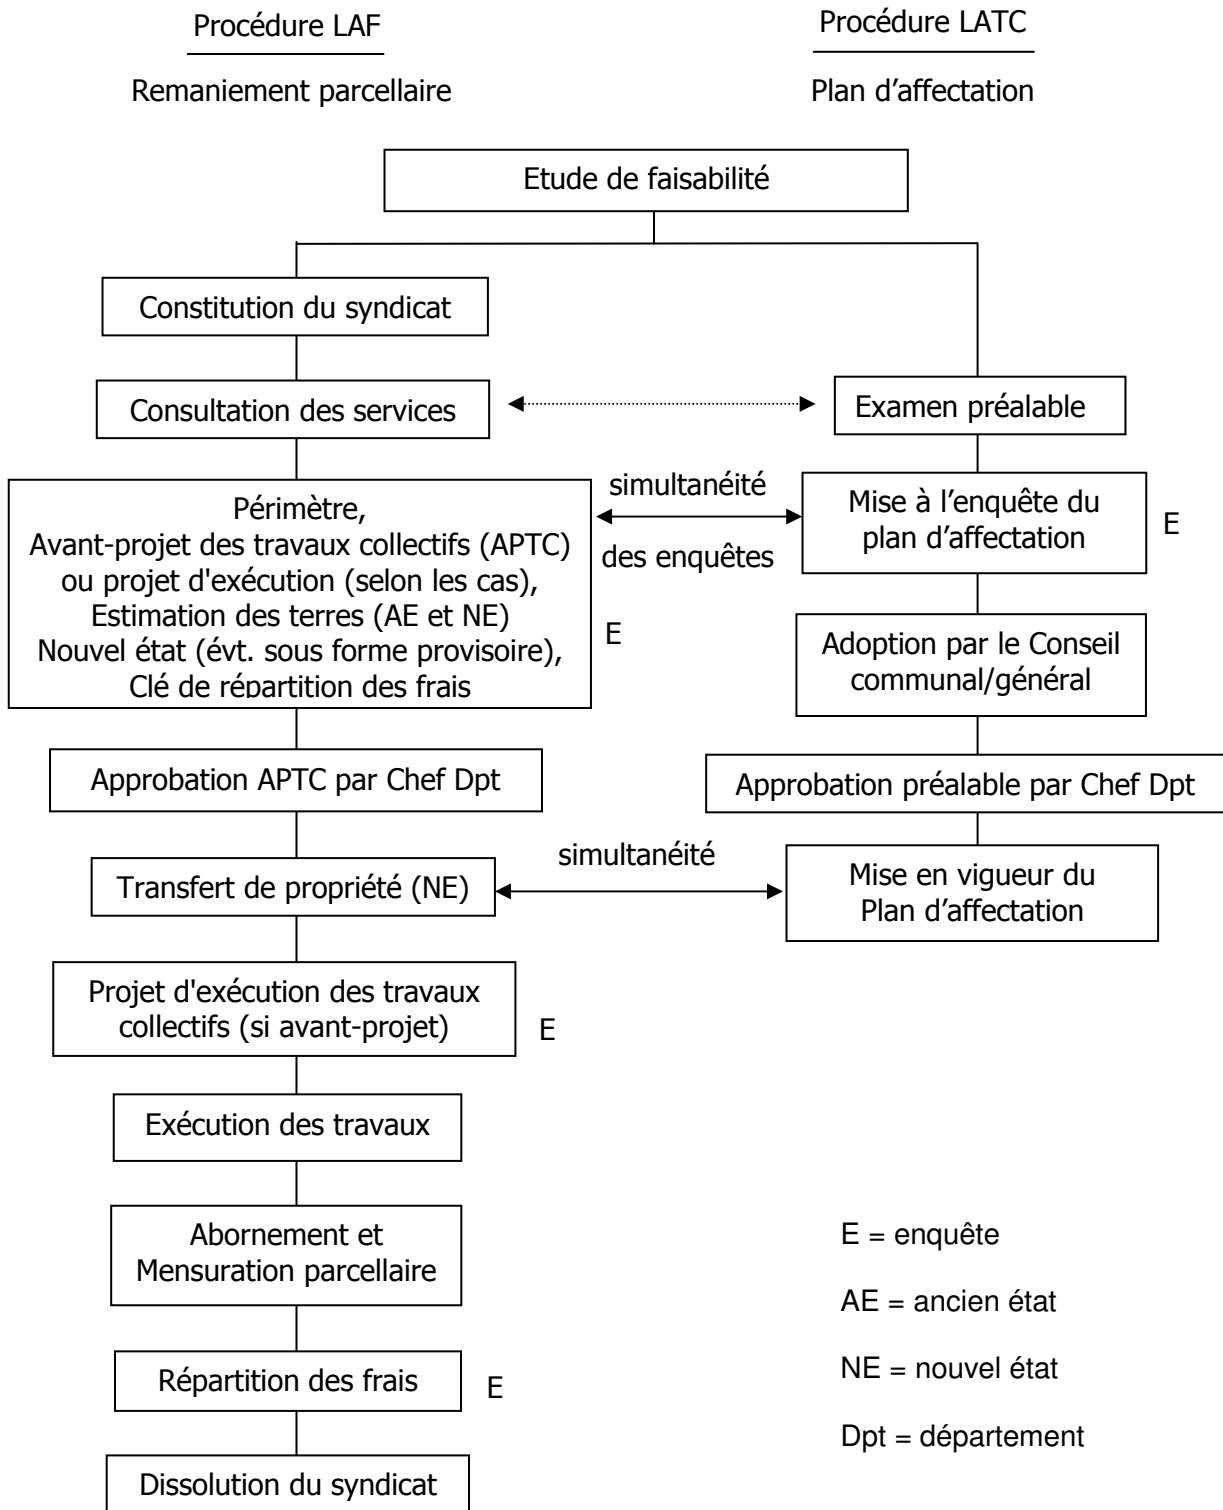 Procédure LAF
Procédure LATC
Remaniement parcellaire
Plan d’affectation
Etude de faisabilité
Constitution du syndicat
Consultation des services
Examen préalable
Périmètre,
Avant-projet des travaux collectifs (APTC)
ou projet d'exécution (selon les cas),
Estimation des terres (AE et NE)
Nouvel état (évt. sous forme provisoire),
Clé de répartition des frais
E
simultanéité
des enquêtes
Mise à l’enquête du
plan d’affectation
E
Adoption par le Conseil
communal/général
Approbation APTC par Chef Dpt
Approbation préalable par Chef Dpt
Transfert de propriété (NE)
simultanéité
Mise en vigueur du
Plan d’affectation
Projet d'exécution des travaux
collectifs (si avant-projet)
E
Exécution des travaux
Abornement et
Mensuration parcellaire
Répartition des frais
E
Dissolution du syndicat
E = enquête
AE = ancien état
NE = nouvel état
Dpt = département